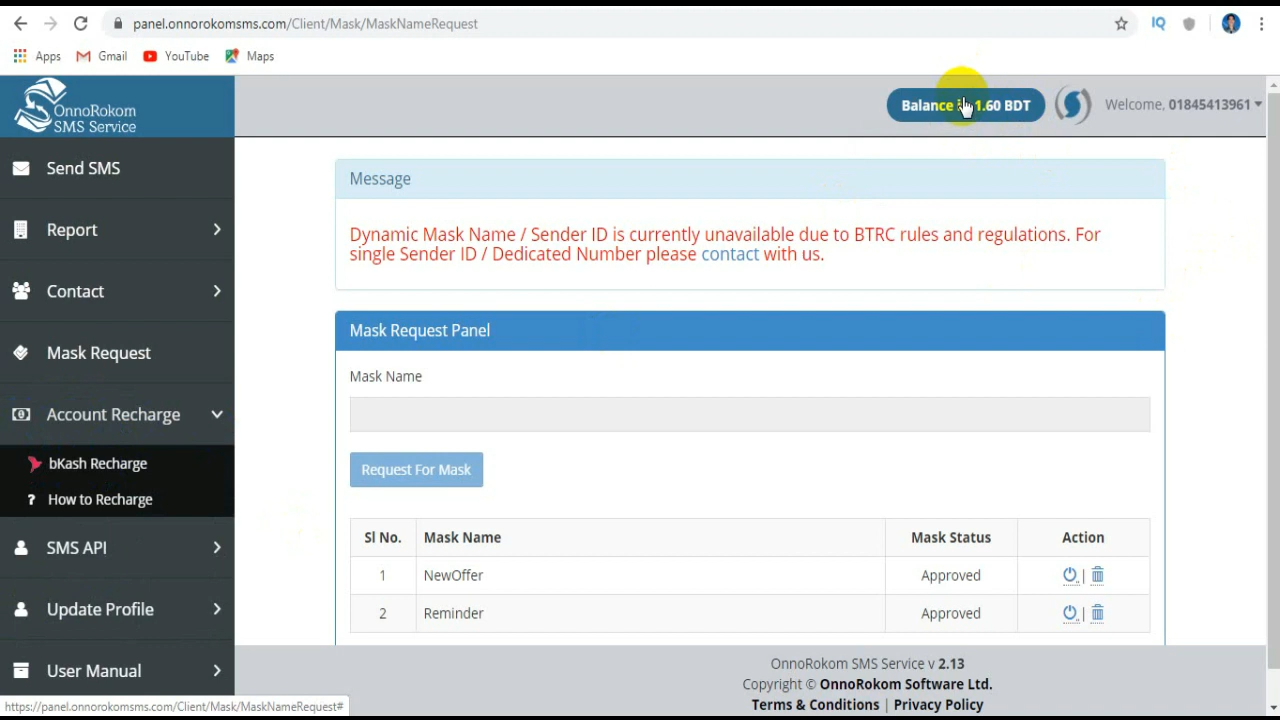 panel.onnorokomsms.com/Client/Mask/MaskNameRequest
Apps Gmail YouTube Maps
OnnoRokom
SMS Service
Balance 1.60 BDT
Welcome, 01845413961
Send SMS
Report
Contact
Mask Request
Account Recharge
bKash Recharge
How to Recharge
SMS API
Update Profile
User Manual
Message
Dynamic Mask Name / Sender ID is currently unavailable due to BTRC rules and regulations. For
single Sender ID / Dedicated Number please contact with us.
Mask Request Panel
Mask Name
Request For Mask
Sl No. Mask Name Mask Status Action
1 NewOffer Approved |
2 Reminder Approved |
OnnoRokom SMS Service v 2.13
Copyright © OnnoRokom Software Ltd.
Terms & Conditions | Privacy Policy
https://panel.onnorokomsms.com/Client/Mask/MaskNameRequest#